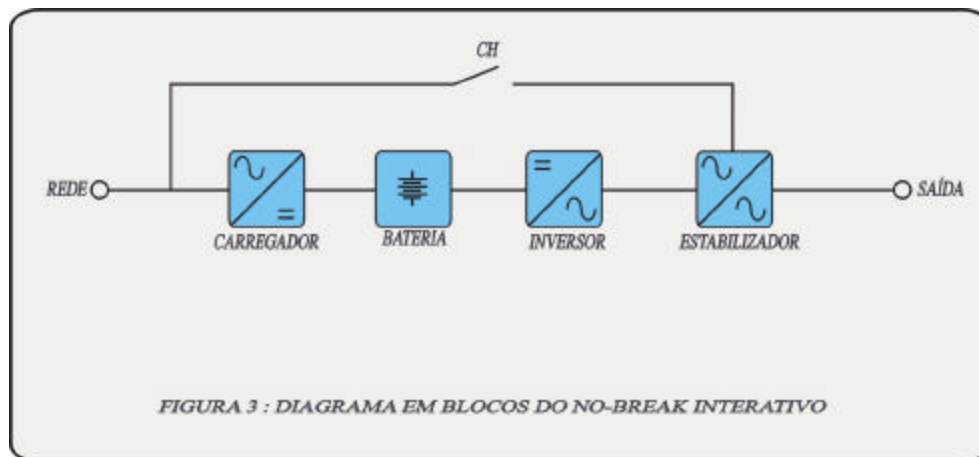 CH
REDE
SAÍDA
CARREGADOR
BATERIA
INVERSOR
ESTABILIZADOR
FIGURA 3 : DIAGRAMA EM BLOCOS DO NO-BREAK INTERATIVO